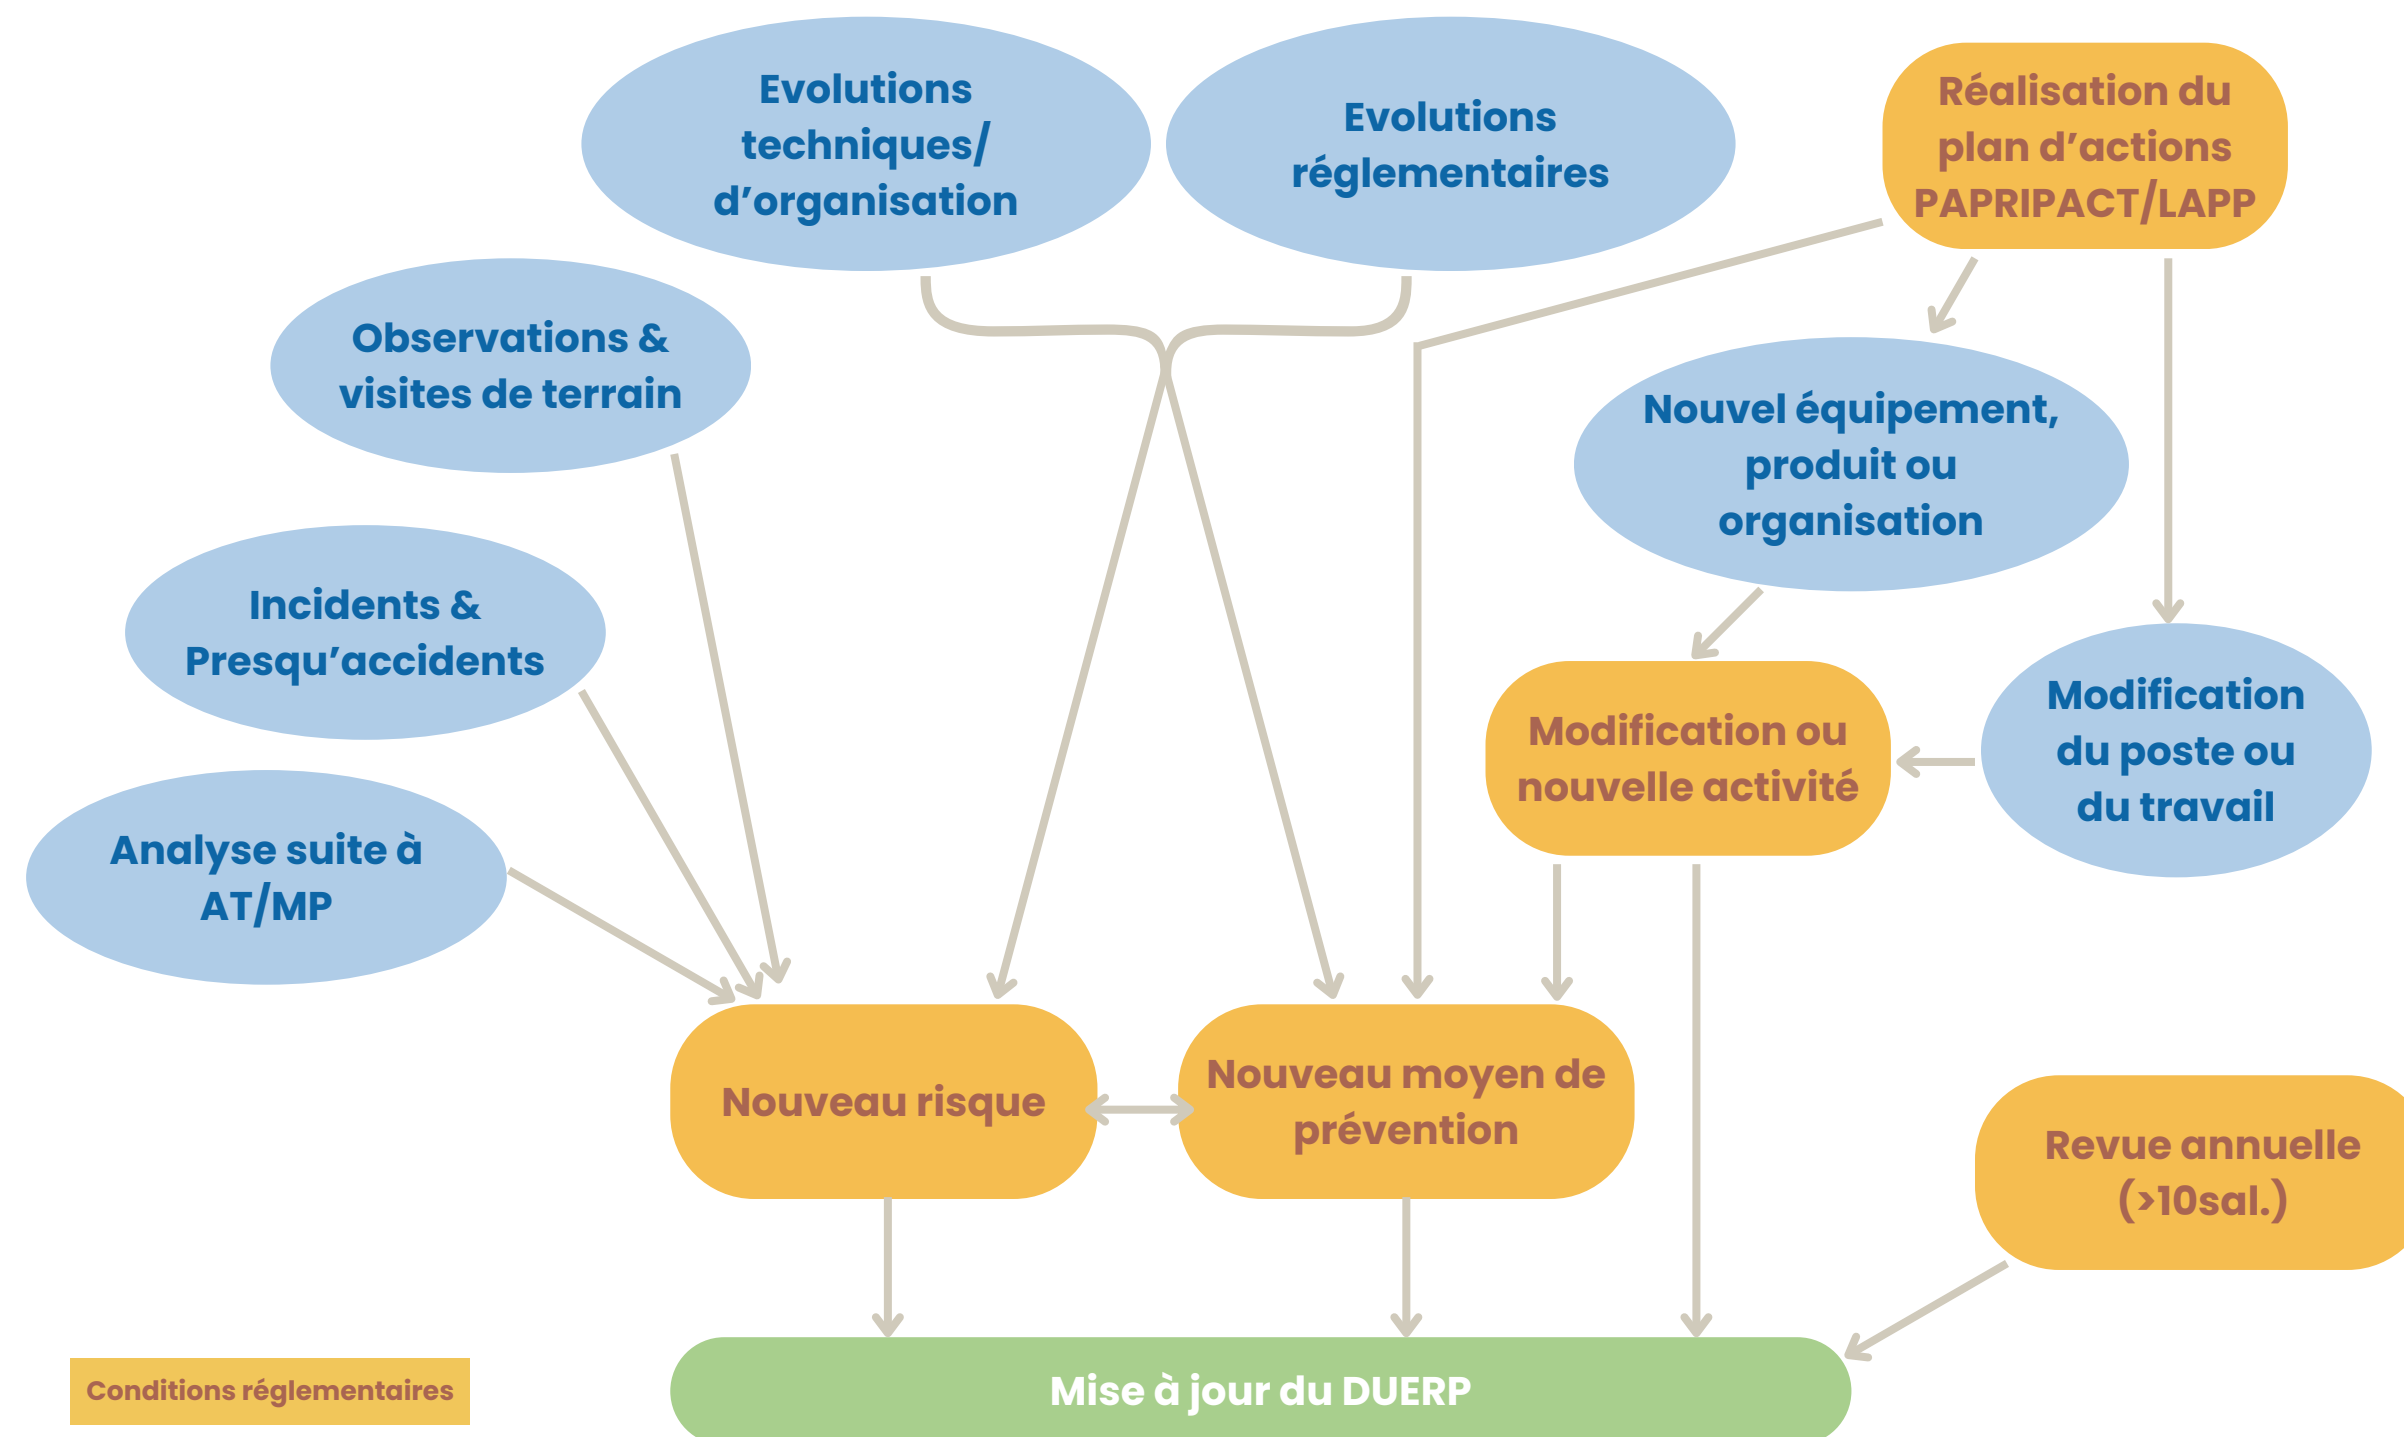 Evolutions
techniques/
d’organisation
Evolutions
réglementaires
Réalisation du
plan d’actions
PAPRIPACT/LAPP
Observations &
visites de terrain
Nouvel équipement,
produit ou
organisation
Incidents &
Presqu’accidents
Modification ou
nouvelle activité
Modification
du poste ou
du travail
Analyse suite à
AT/MP
Nouveau risque
Nouveau moyen de
prévention
Revue annuelle
(>10sal.)
Conditions réglementaires
Mise à jour du DUERP